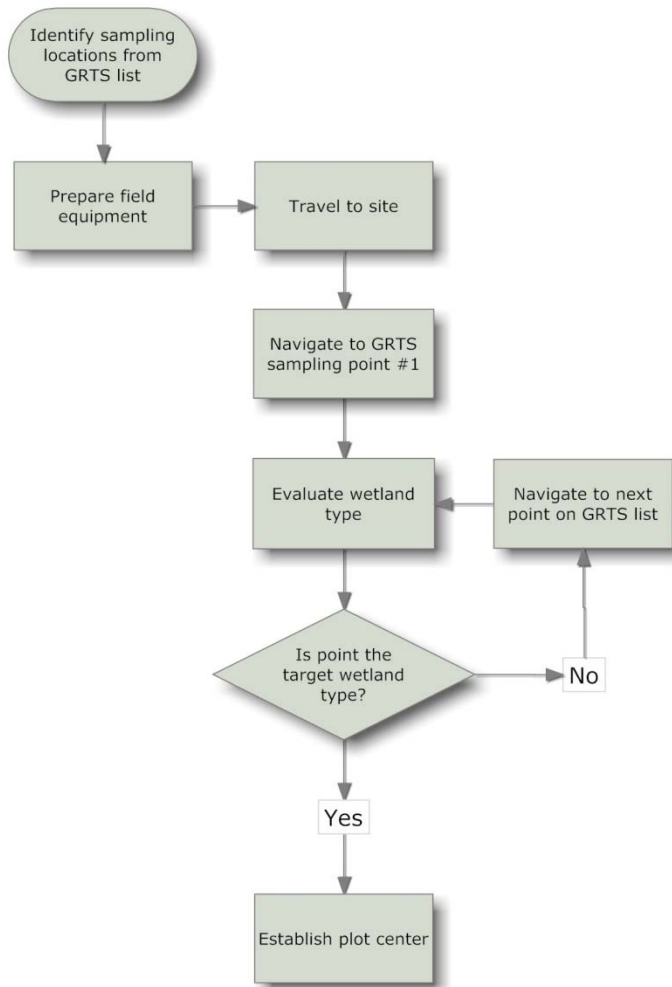 Identify sampling
locations from
GRTS list
Prepare field
equipment
Travel to site
Navigate to GRTS
sampling point #1
Evaluate wetland
type
Navigate to next
point on GRTS list
Is point the
target wetland
type?
No
Yes
Establish plot center